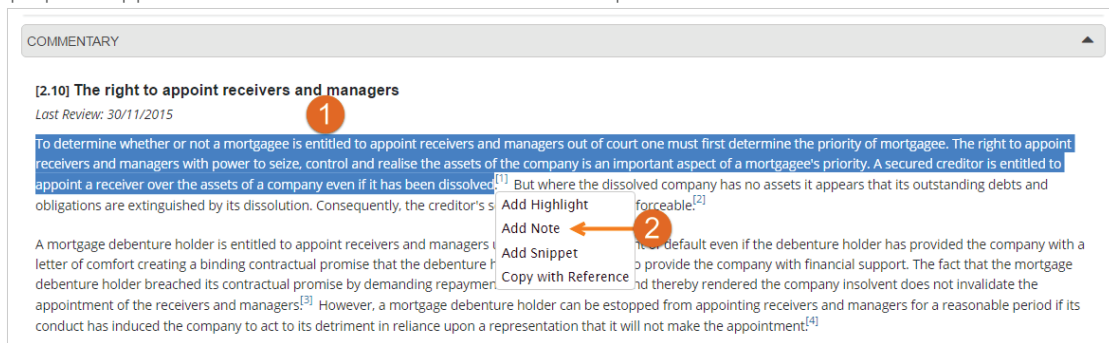 COMMENTARY
[2.10] The right to appoint receivers and managers
Last Review: 30/11/2015
1
To determine whether or not a mortgagee is entitled to appoint receivers and managers out of court one must first determine the priority of mortgage. The right to appoint
receivers and managers with power to seize, control and realise the assets of the company is an important aspect of a mortgagee's priority. A secured creditor is entitled to
appoint a receiver over the assets of a company even if it has been dissolved.[1] But where the dissolved company has no assets it appears that its outstanding debts and
obligations are extinguished by its dissolution. Consequently, the creditor's s forceable.[2]
Add Highlight
Add Note
2
Add Snippet
Copy with Reference
A mortgage debenture holder is entitled to appoint receivers and managers default even if the debenture holder has provided the company with a
letter of comfort creating a binding contractual promise that the debenture h o provide the company with financial support. The fact that the mortgage
debenture holder breached its contractual promise by demanding repaymen nd thereby rendered the company insolvent does not invalidate the
appointment of the receivers and managers.[3] However, a mortgage debenture holder can be estopped from appointing receivers and managers for a reasonable period if its
conduct has induced the company to act to its detriment in reliance upon a representation that it will not make the appointment.[4]